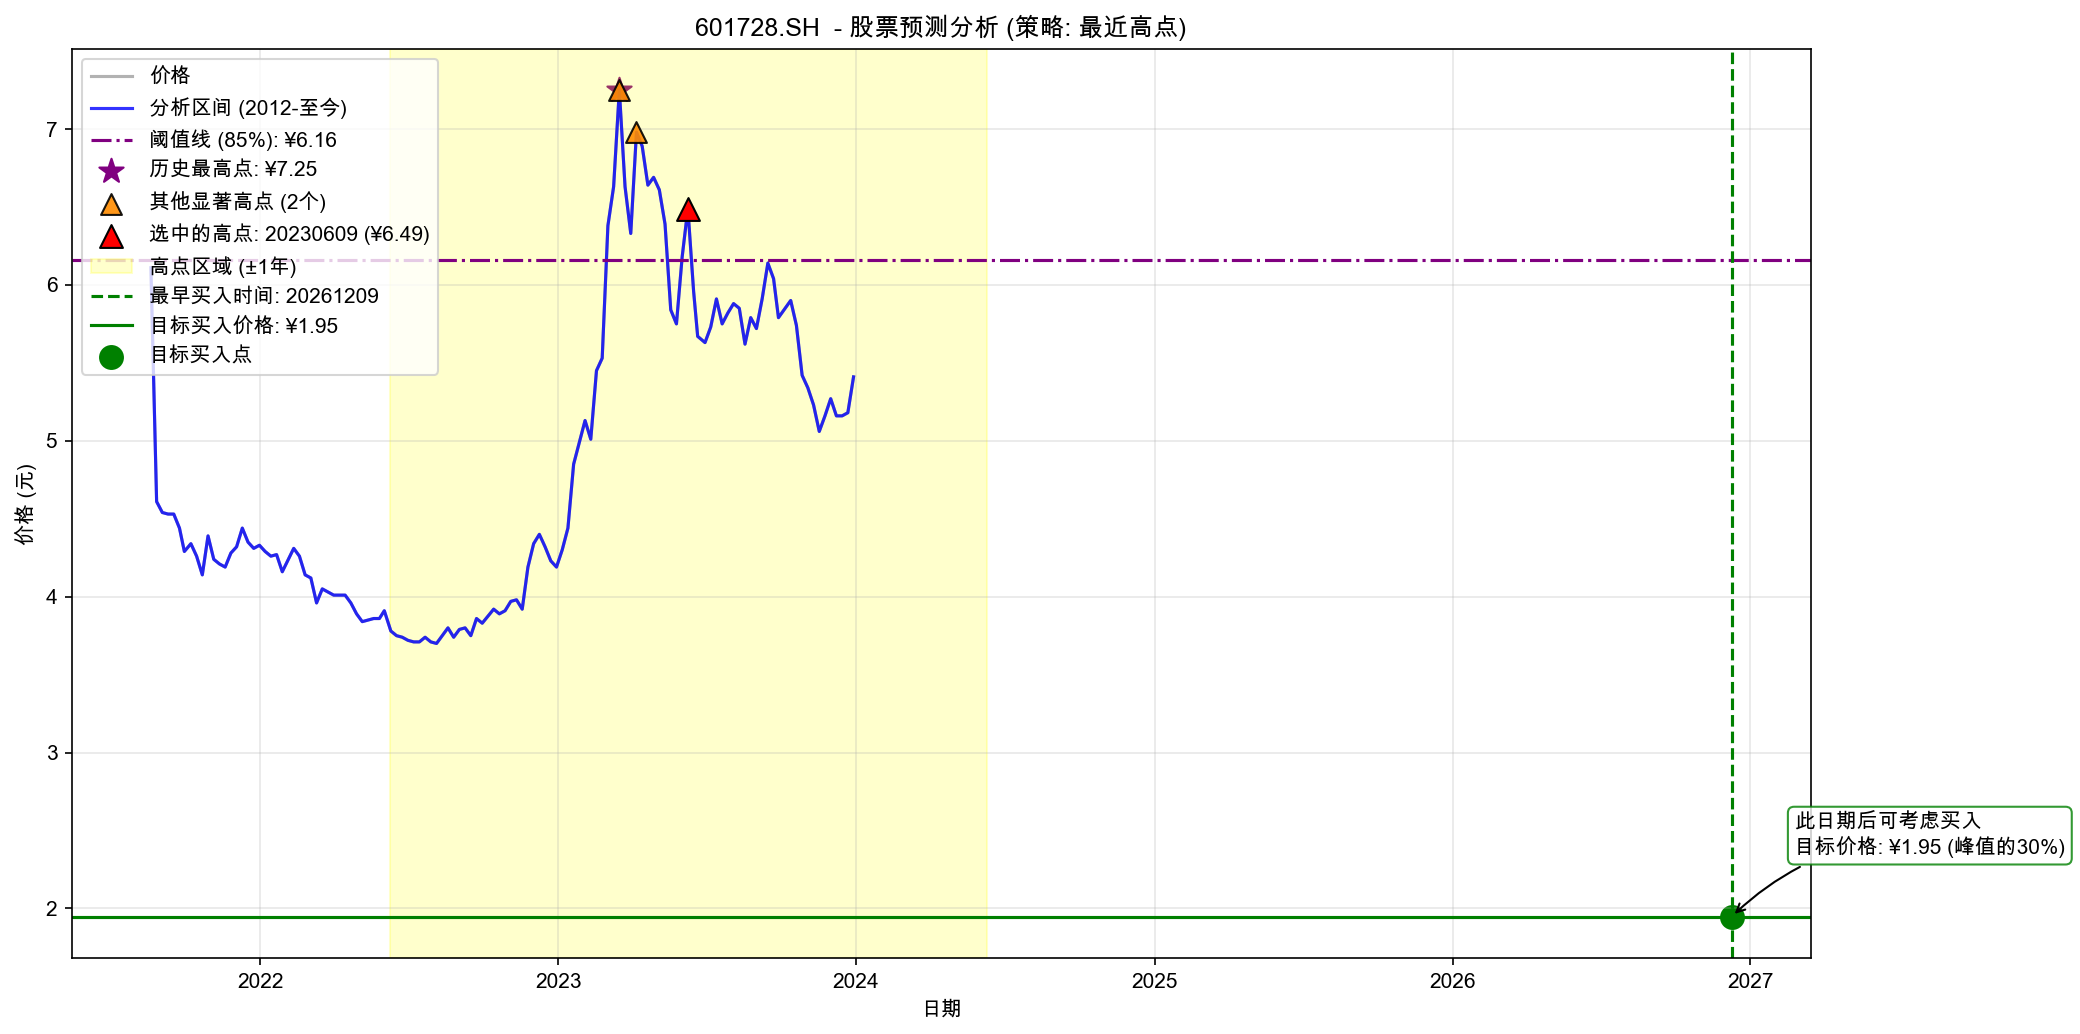 601728.SH - 股票预测分析 (策略: 最近高点)
价格
分析区间 (2012-至今)
阈值线 (85%): ¥6.16
历史最高点: ¥7.25
其他显著高点 (2个)
选中的高点: 20230609 (¥6.49)
高点区域 (±1年)
最早买入时间: 20261209
目标买入价格: ¥1.95
目标买入点
7
6
5
4
3
2
价格 (元)
此日期后可考虑买入
目标价格: ¥1.95 (峰值的30%)
2022
2023
2024
2025
2026
2027
日期